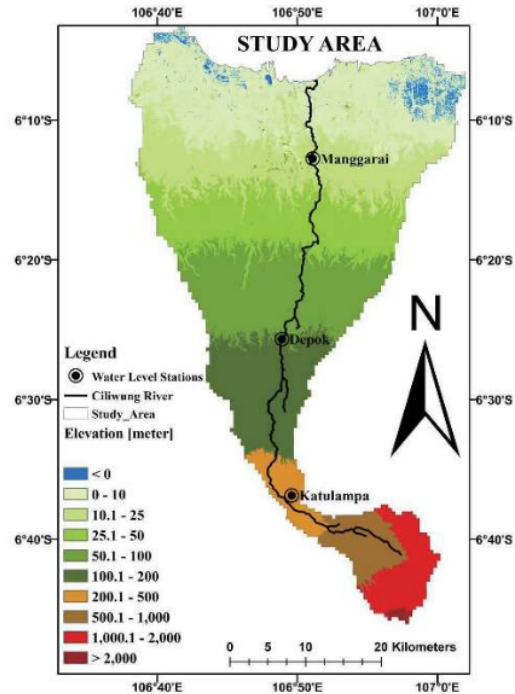 106°40'E 106°50'E 107°0'E
STUDY AREA
6°10'S 6°10'S
Manggarai
6°20'S 6°20'S
N
Depok
Legend
Water Level Stations
Ciliwung River
Study_Area
6°30'S 6°30'S
Elevation [meter]
< 0
0 - 10
10.1 - 25
25.1 - 50
50.1 - 100
100.1 - 200
200.1 - 500
500.1 - 1,000
1,000.1 - 2,000
> 2,000
Katulampa
6°40'S 6°40'S
0 5 10 20 Kilometers
106°40'E 106°50'E 107°0'E